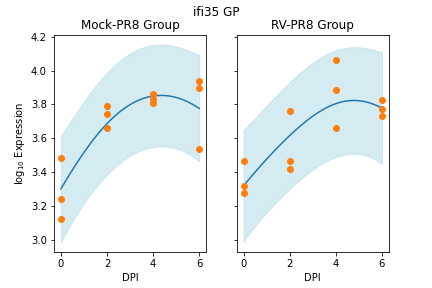 ifi35 GP
Mock-PR8 Group
RV-PR8 Group
log₁₀ Expression
4.2
4.0
3.8
3.6
3.4
3.2
3.0
0 2 4 6
0 2 4 6
DPI
DPI